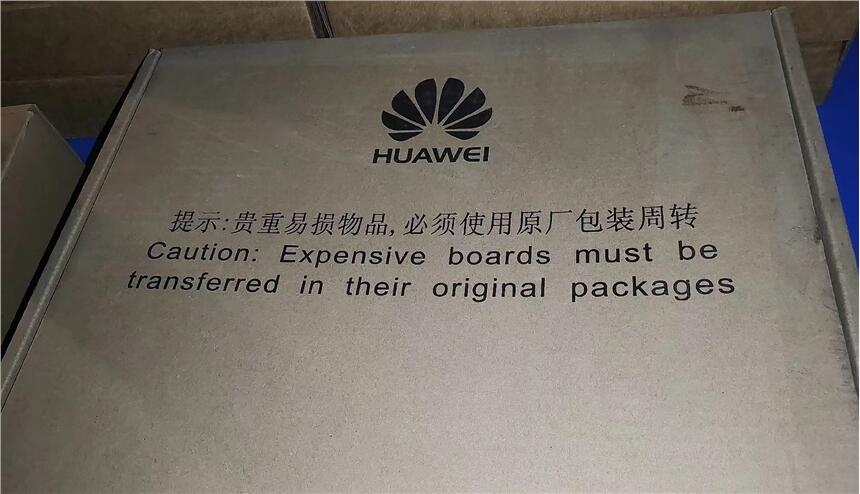 HUAWEI
提示:贵重易损物品,必须使用原厂包装周转
Caution: Expensive boards must be
transferred in their original packages